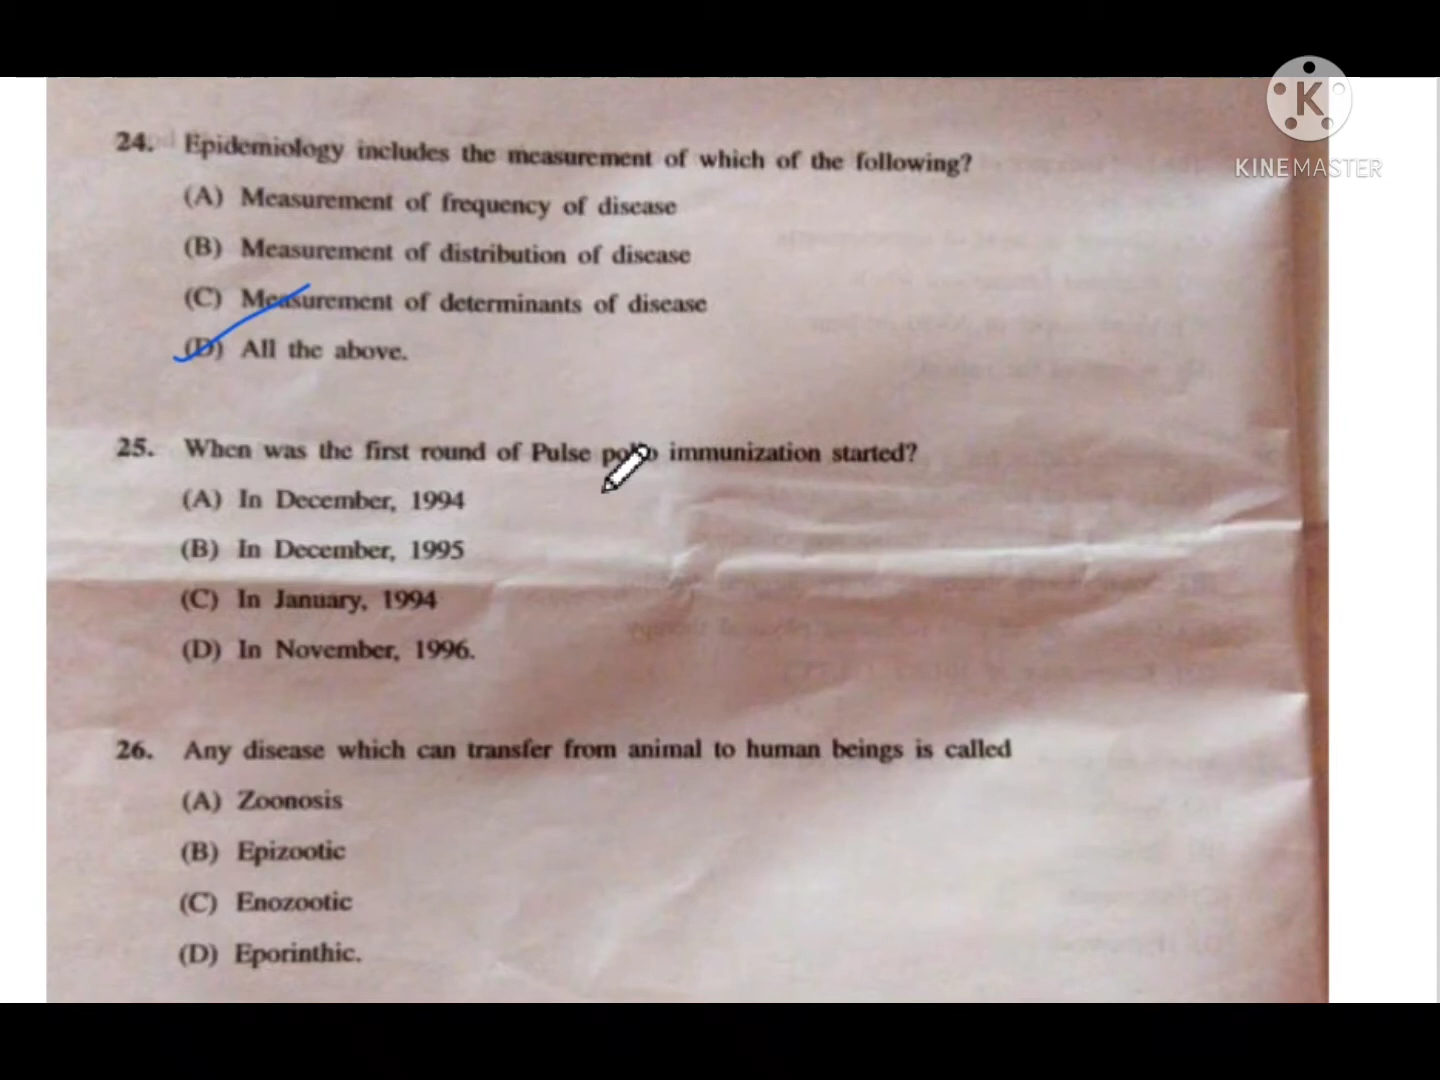 K
KINEMASTER
24. Epidemiology includes the measurement of which of the following?
(A) Measurement of frequency of disease
(B) Measurement of distribution of disease
(C) Measurement of determinants of disease
(D) All the above.
25. When was the first round of Pulse polio immunization started?
(A) In December, 1994
(B) In December, 1995
(C) In January, 1994
(D) In November, 1996.
26. Any disease which can transfer from animal to human beings is called
(A) Zoonosis
(B) Epizootic
(C) Enozootic
(D) Eporinthic.